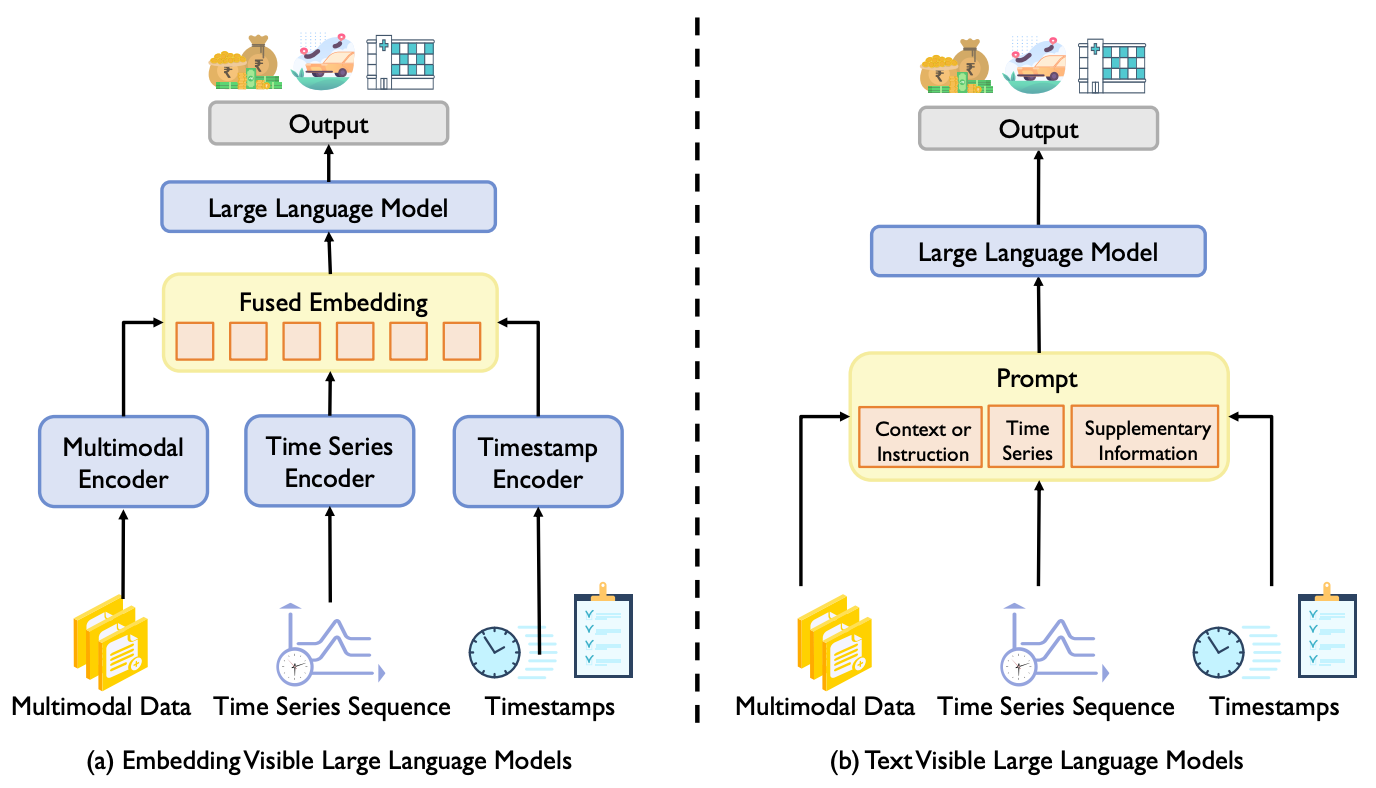 Output
Large Language Model
Fused Embedding
Multimodal
Encoder
Time Series
Encoder
Timestamp
Encoder
Multimodal Data
Time Series Sequence
Timestamps
(a) Embedding Visible Large Language Models
₹
₹
Output
Large Language Model
Prompt
Context or
Instruction
Time
Series
Supplementary
Information
Multimodal Data
Time Series Sequence
Timestamps
(b) Text Visible Large Language Models
₹
₹